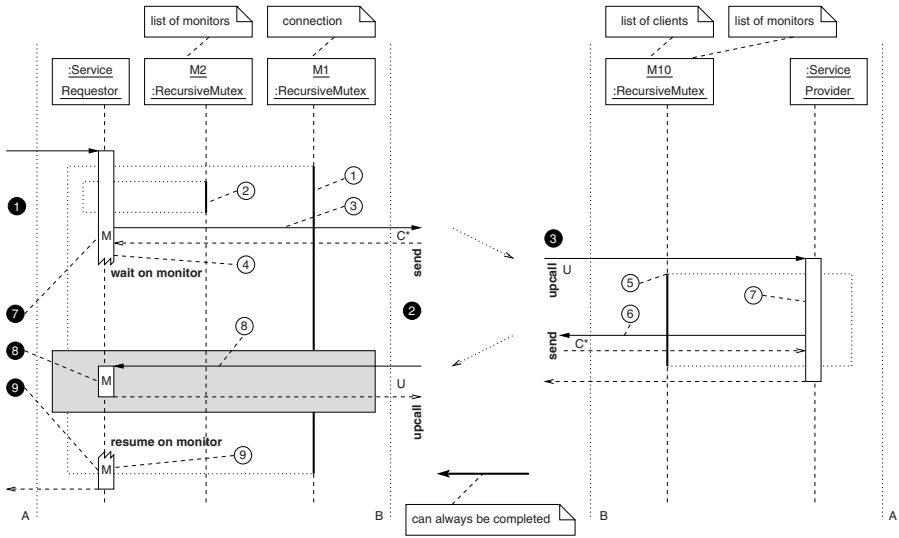 list of monitors
connection
list of clients
list of monitors
:Service
Requestor
M2
:RecursiveMutex
M1
:RecursiveMutex
M10
:RecursiveMutex
:Service
Provider
1
2
1
3
M
C*
send
3
4
wait on monitor
upcall
U
5
7
7
2
8
6
send
C*
8
M
U
9
upcall
resume on monitor
M
9
can always be completed
A
B
B
A